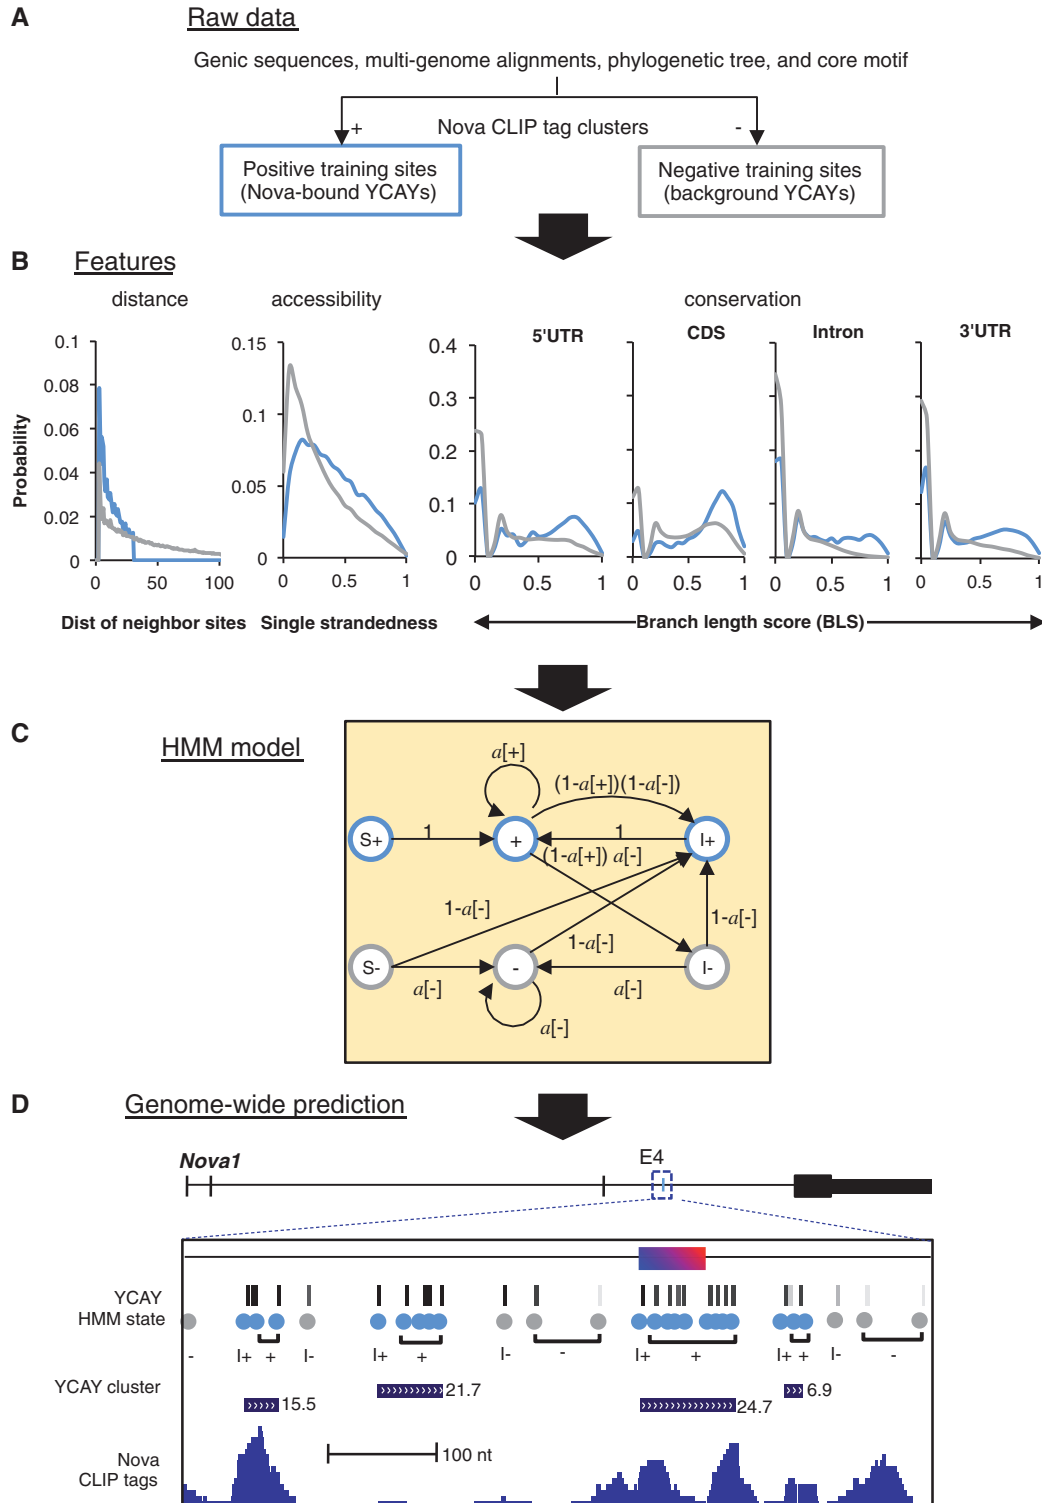 A
Raw data
Genic sequences, multi-genome alignments, phylogenetic tree, and core motif
+ Nova CLIP tag clusters -
Positive training sites
(Nova-bound YCAYs)
Negative training sites
(background YCAYs)
B
Features
distance
accessibility
conservation
5'UTR
CDS
Intron
3'UTR
Probability
0.1
0.08
0.06
0.04
0.02
0
0
50
100
Dist of neighbor sites
0.15
0.1
0.05
0
0
0.5
1
Single strandedness
0.4
0.3
0.2
0.1
0
0
0.5
1
0
0.5
1
0
0.5
1
0
0.5
1
Branch length score (BLS)
C
HMM model
a[+]
(1-a[+])(1-a[-])
S+
1
+
1
I+
(1-a[+]) a[-]
1-a[-]
1-a[-]
1-a[-]
S-
a[-]
-
a[-]
I-
a[-]
D
Genome-wide prediction
Nova1
E4
YCAY
HMM state
- I+ + I- I+ + I- - I+ + I+ + I- -
YCAY cluster
15.5
21.7
24.7
6.9
Nova
CLIP tags
100 nt